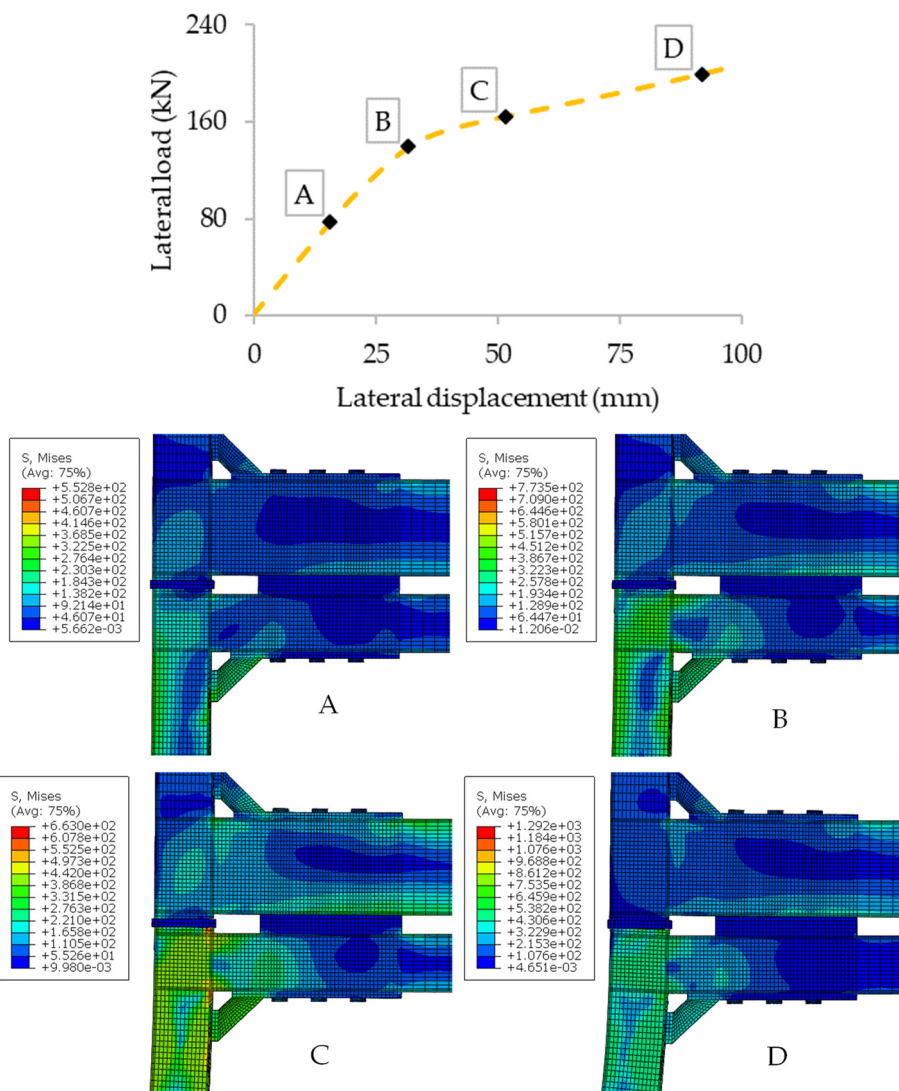 240
160
80
0
Lateral load (kN)
A
B
C
D
0 25 50 75 100
Lateral displacement (mm)
S, Mises
(Avg: 75%)
+5.528e+02
+5.067e+02
+4.607e+02
+4.146e+02
+3.685e+02
+3.225e+02
+2.764e+02
+2.303e+02
+1.843e+02
+1.382e+02
+9.214e+01
+4.607e+01
+5.662e-03
A
S, Mises
(Avg: 75%)
+7.735e+02
+7.090e+02
+6.446e+02
+5.801e+02
+5.157e+02
+4.512e+02
+3.867e+02
+3.223e+02
+2.578e+02
+1.934e+02
+1.289e+02
+6.447e+01
+1.206e-02
B
S, Mises
(Avg: 75%)
+6.630e+02
+6.078e+02
+5.525e+02
+4.973e+02
+4.420e+02
+3.868e+02
+3.315e+02
+2.763e+02
+2.210e+02
+1.658e+02
+1.105e+02
+5.526e+01
+9.980e-03
C
S, Mises
(Avg: 75%)
+1.292e+03
+1.184e+03
+1.076e+03
+9.688e+02
+8.612e+02
+7.535e+02
+6.459e+02
+5.382e+02
+4.306e+02
+3.229e+02
+2.153e+02
+1.076e+02
+4.651e-03
D